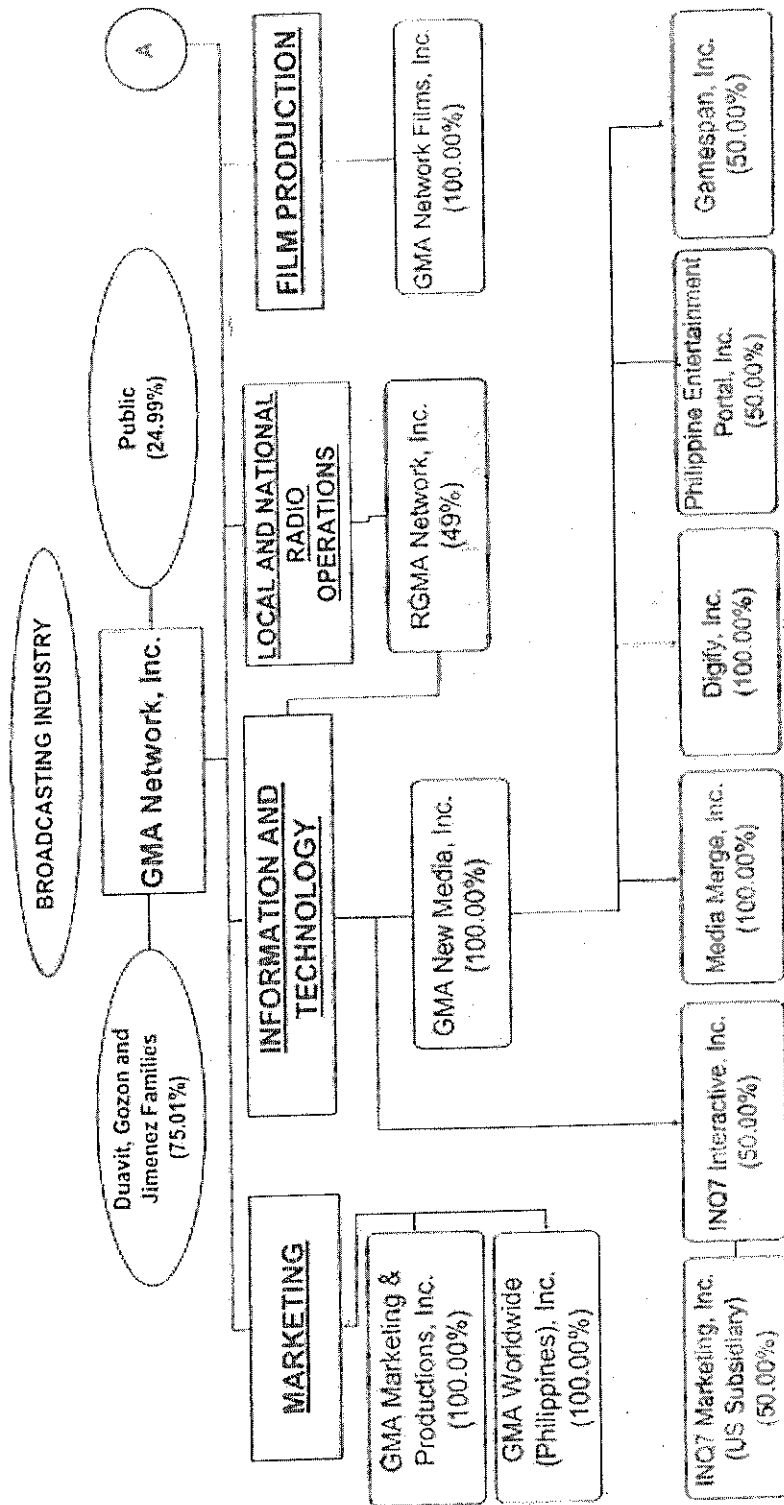 BROADCASTING INDUSTRY
Duavit, Gozon and
Jimenez Families
(75.01%)
GMA Network, Inc.
Public
(24.99%)
A
MARKETING
INFORMATION AND
TECHNOLOGY
LOCAL AND NATIONAL
RADIO
OPERATIONS
FILM PRODUCTION
GMA Marketing &
Productions, Inc.
(100.00%)
GMA Worldwide
(Philippines), Inc.
(100.00%)
GMA New Media, Inc.
(100.00%)
RGMA Network, Inc.
(49%)
GMA Network Films, Inc.
(100.00%)
INQ7 Marketing, Inc.
(US Subsidiary)
(50.00%)
INQ7 Interactive, Inc.
(50.00%)
Media Merge, Inc.
(100.00%)
Digify, Inc.
(100.00%)
Philippine Entertainment
Portal, Inc.
(50.00%)
Gamespan, Inc.
(50.00%)